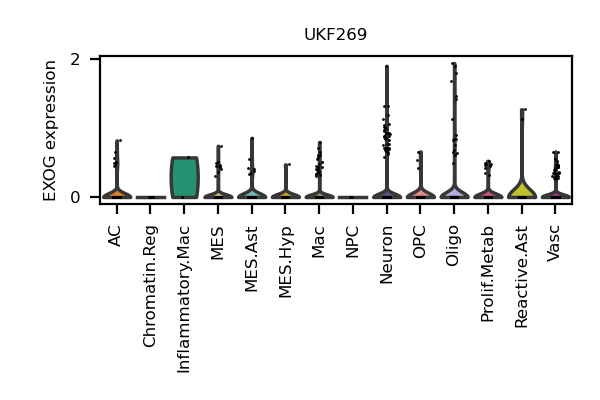 UKF269
EXOG expression
2
0
AC
Chromatin.Reg
Inflammatory.Mac
MES
MES.Ast
MES.Hyp
Mac
NPC
Neuron
OPC
Oligo
Prolif.Metab
Reactive.Ast
Vasc